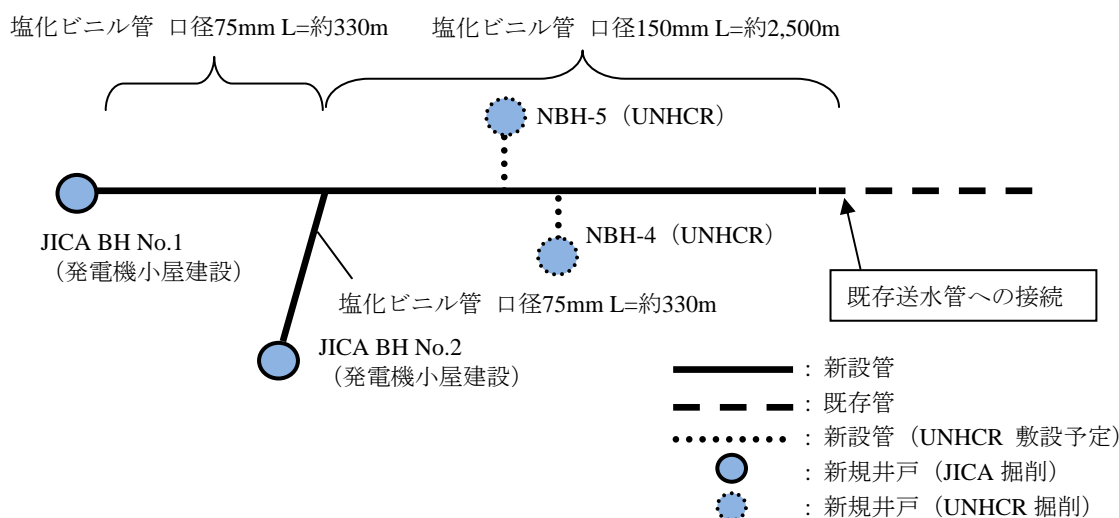 塩化ビニル管 口径75mm L=約330m
塩化ビニル管 口径150mm L=約2,500m
NBH-5（UNHCR）
JICA BH No.1
（発電機小屋建設）
NBH-4（UNHCR）
既存送水管への接続
塩化ビニル管 口径75mm L=約330m
JICA BH No.2
（発電機小屋建設）
：新設管
：既存管
：新設管（UNHCR 敷設予定）
：新規井戸（JICA 掘削）
：新規井戸（UNHCR 掘削）